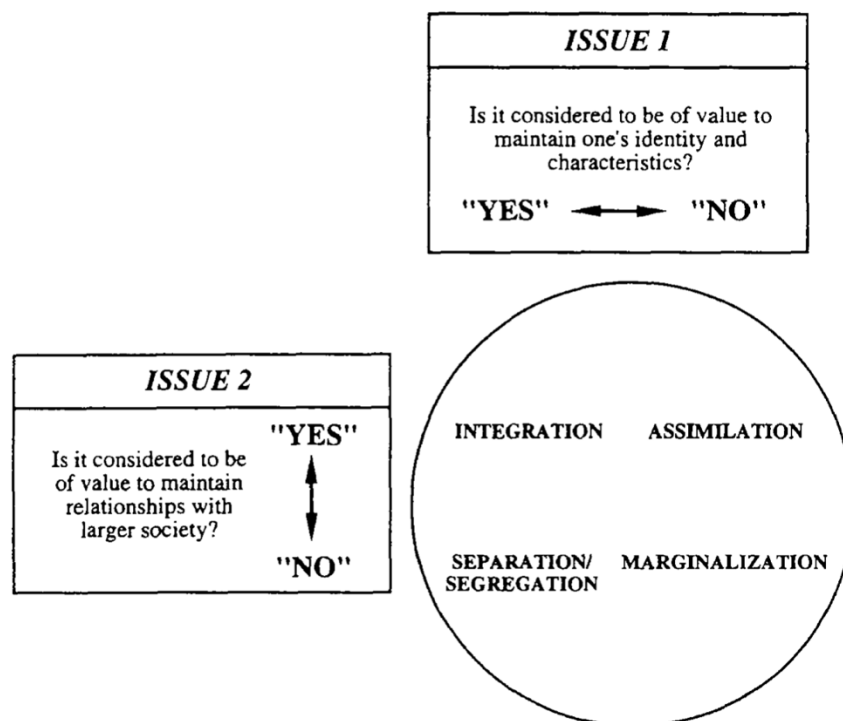 ISSUE 1
Is it considered to be of value to
maintain one's identity and
characteristics?
"YES" "NO"
ISSUE 2
"YES"
Is it considered to be
of value to maintain
relationships with
larger society?
"NO"
INTEGRATION ASSIMILATION
SEPARATION/ MARGINALIZATION
SEGREGATION